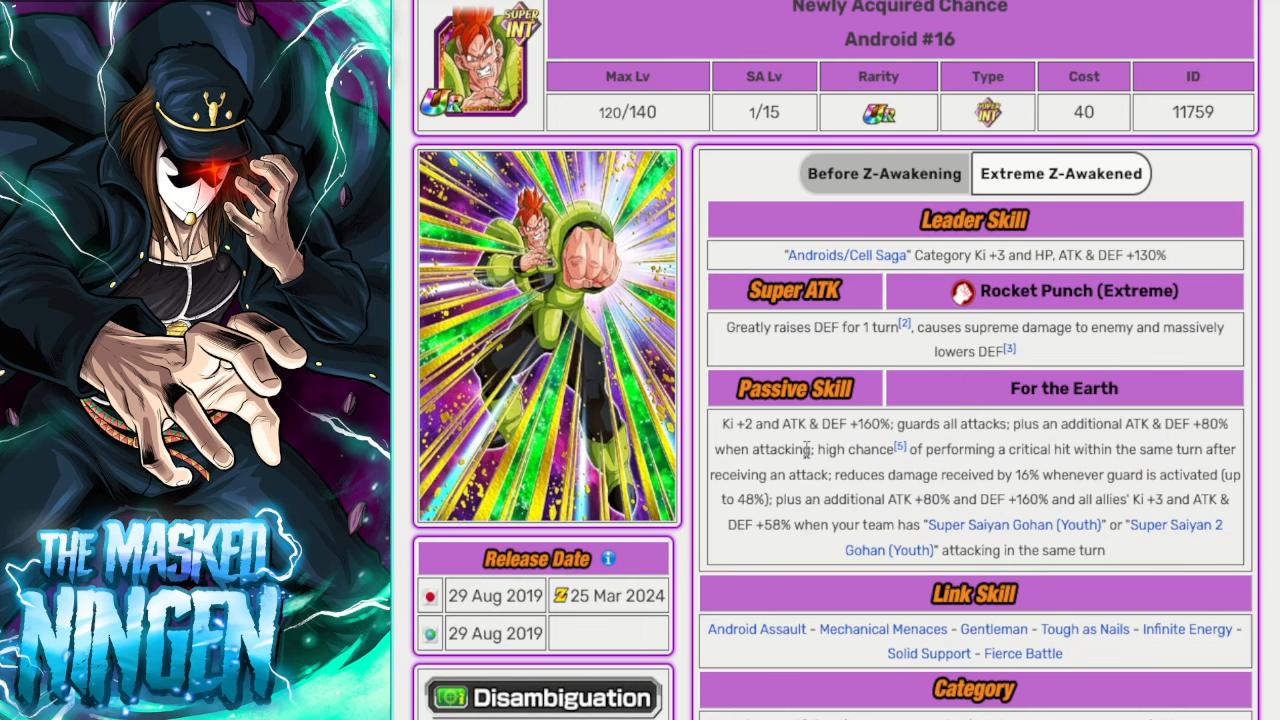 THE MASKED
NINGEN
Newly Acquired Chance
Android #16
SUPER INT
UR
Max Lv SA Lv Rarity Type Cost ID
120/140 1/15 UR SUPER INT 40 11759
Before Z-Awakening Extreme Z-Awakened
Leader Skill
"Androids/Cell Saga" Category Ki +3 and HP, ATK & DEF +130%
Super ATK Rocket Punch (Extreme)
Greatly raises DEF for 1 turn[2], causes supreme damage to enemy and massively
lowers DEF[3]
Passive Skill For the Earth
Ki +2 and ATK & DEF +160%; guards all attacks; plus an additional ATK & DEF +80%
when attacking; high chance[5] of performing a critical hit within the same turn after
receiving an attack; reduces damage received by 16% whenever guard is activated (up
to 48%); plus an additional ATK +80% and DEF +160% and all allies' Ki +3 and ATK &
DEF +58% when your team has "Super Saiyan Gohan (Youth)" or "Super Saiyan 2
Gohan (Youth)" attacking in the same turn
Link Skill
Android Assault - Mechanical Menaces - Gentleman - Tough as Nails - Infinite Energy -
Solid Support - Fierce Battle
Category
Release Date i
29 Aug 2019 Z 25 Mar 2024
29 Aug 2019
Disambiguation